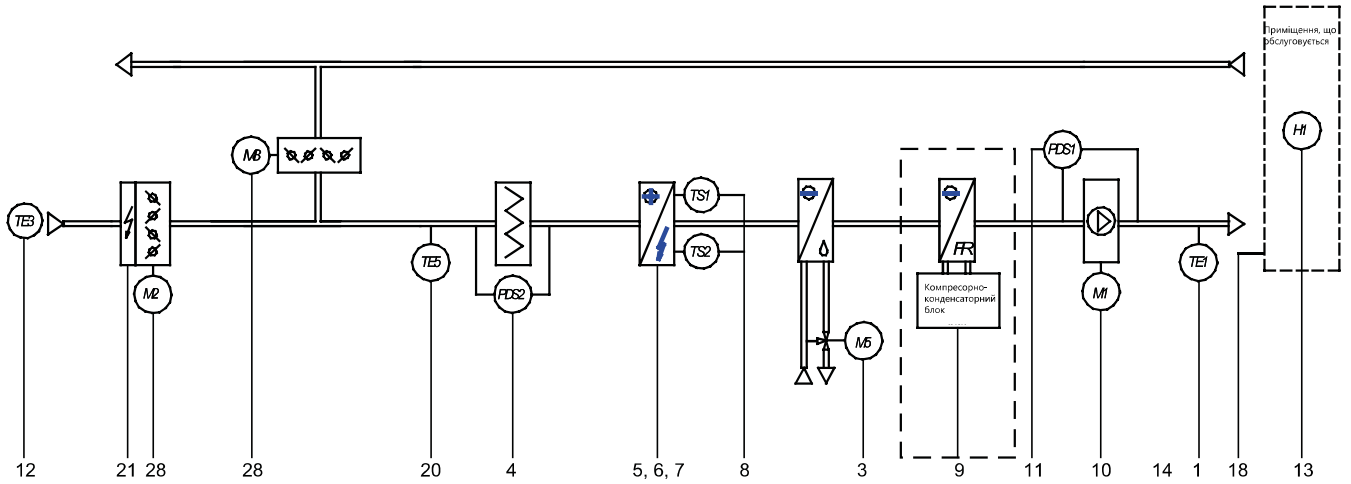 Приміщення, що
обслуговується
H1
M3
PDS1
TE3
TS1
TS2
TE5
PDS2
M2
FR
Компресорно-
конденсаторний
блок
TE1
M1
M5
12 21 28 28 20 4 5, 6, 7 8 3 9 11 10 14 1 18 13